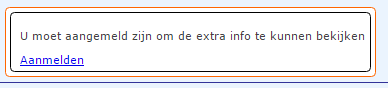 U moet aangemeld zijn om de extra info te kunnen bekijken
Aanmelden